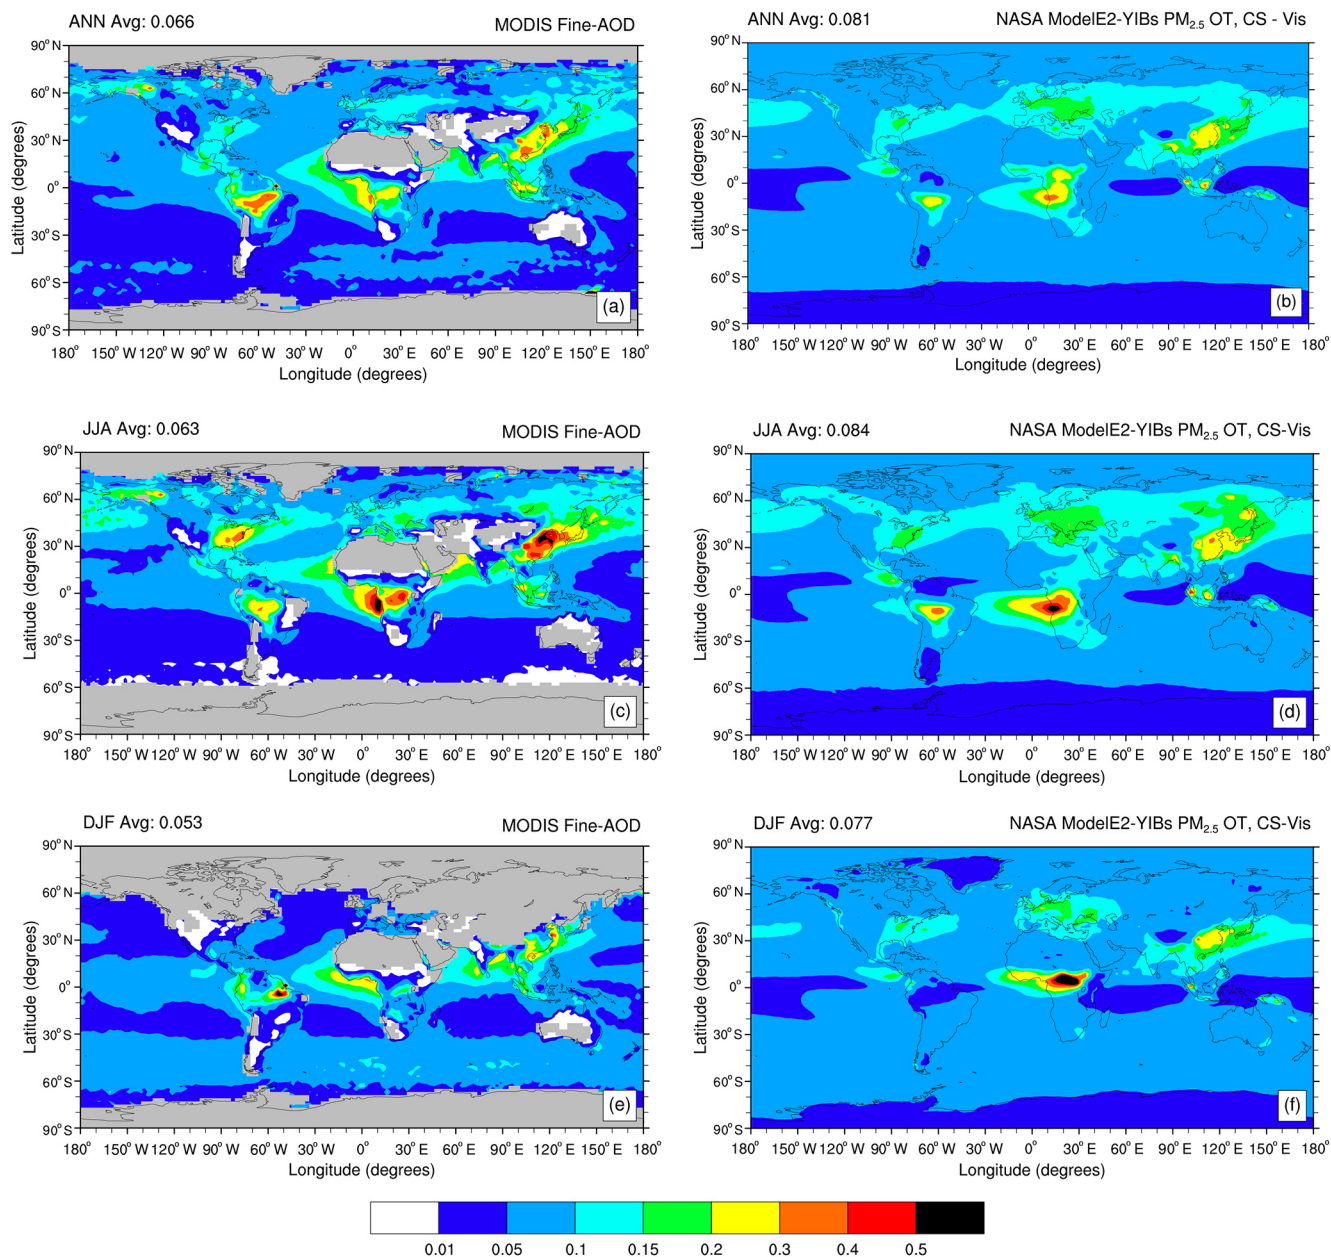 ANN Avg: 0.066 MODIS Fine-AOD
90° N
60° N
30° N
0°
30° S
60° S
90° S
Latitude (degrees)
(a)
180° 150° W 120° W 90° W 60° W 30° W 0° 30° E 60° E 90° E 120° E 150° E 180°
Longitude (degrees)
ANN Avg: 0.081 NASA ModelE2-YIBs PM2.5 OT, CS - Vis
90° N
60° N
30° N
0°
30° S
60° S
90° S
Latitude (degrees)
(b)
180° 150° W 120° W 90° W 60° W 30° W 0° 30° E 60° E 90° E 120° E 150° E 180°
Longitude (degrees)
JJA Avg: 0.063 MODIS Fine-AOD
90° N
60° N
30° N
0°
30° S
60° S
90° S
Latitude (degrees)
(c)
180° 150° W 120° W 90° W 60° W 30° W 0° 30° E 60° E 90° E 120° E 150° E 180°
Longitude (degrees)
JJA Avg: 0.084 NASA ModelE2-YIBs PM2.5 OT, CS-Vis
90° N
60° N
30° N
0°
30° S
60° S
90° S
Latitude (degrees)
(d)
180° 150° W 120° W 90° W 60° W 30° W 0° 30° E 60° E 90° E 120° E 150° E 180°
Longitude (degrees)
DJF Avg: 0.053 MODIS Fine-AOD
90° N
60° N
30° N
0°
30° S
60° S
90° S
Latitude (degrees)
(e)
180° 150° W 120° W 90° W 60° W 30° W 0° 30° E 60° E 90° E 120° E 150° E 180°
Longitude (degrees)
DJF Avg: 0.077 NASA ModelE2-YIBs PM2.5 OT, CS-Vis
90° N
60° N
30° N
0°
30° S
60° S
90° S
Latitude (degrees)
(f)
180° 150° W 120° W 90° W 60° W 30° W 0° 30° E 60° E 90° E 120° E 150° E 180°
Longitude (degrees)
0.01 0.05 0.1 0.15 0.2 0.3 0.4 0.5